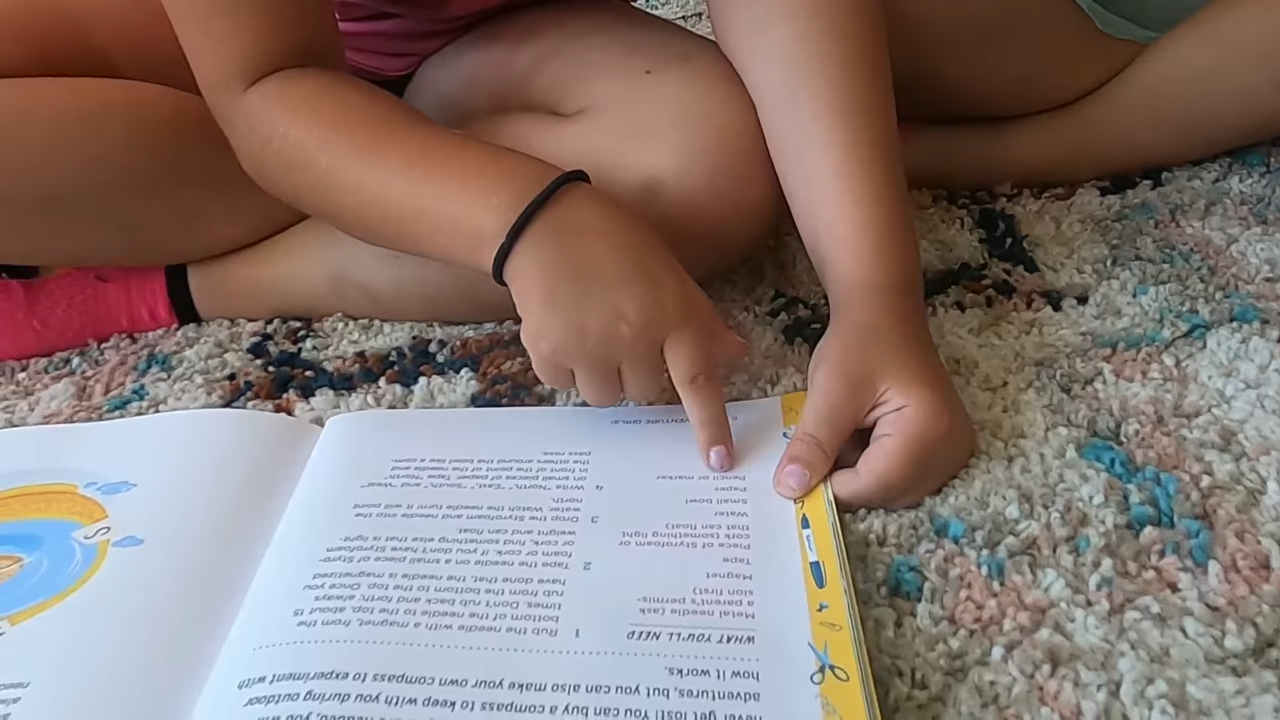 never get lost! You can buy a compass to keep with you during outdoor
adventures, but you can also make your own compass to experiment with
how it works.
WHAT YOU'LL NEED
Metal needle (ask
a parent's permis-
sion first)
Magnet
Tape
Piece of Styrofoam or
cork (something light
that can float)
Water
Small bowl
Paper
Pencil or marker
1 Rub the needle with a magnet, from the
bottom of the needle to the top, about 15
times. Don't rub back and forth; always
rub from the bottom to the top. Once you
have done that, the needle is magnetized
2 Tape the needle on a small piece of Styro-
foam or cork. If you don't have Styrofoam
or cork, find something else that is light-
weight and can float.
3 Drop the Styrofoam and needle into the
water. Watch the needle turn! It will point
north.
4 Write "North," "East," "South," and "West"
on small pieces of paper. Tape "North"
in front of the point of the needle and
the others around the bowl like a com-
pass rose.
VENTURE GIRLS!
S